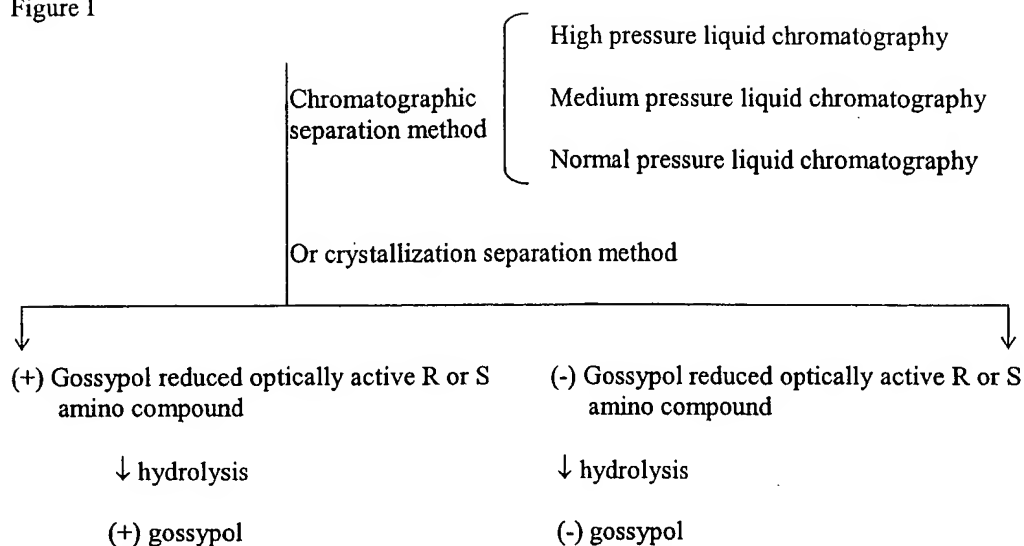 Figure 1
High pressure liquid chromatography
Chromatographic
separation method
Medium pressure liquid chromatography
Normal pressure liquid chromatography
Or crystallization separation method
(+) Gossypol reduced optically active R or S
amino compound
(-) Gossypol reduced optically active R or S
amino compound
↓ hydrolysis
↓ hydrolysis
(+) gossypol
(-) gossypol